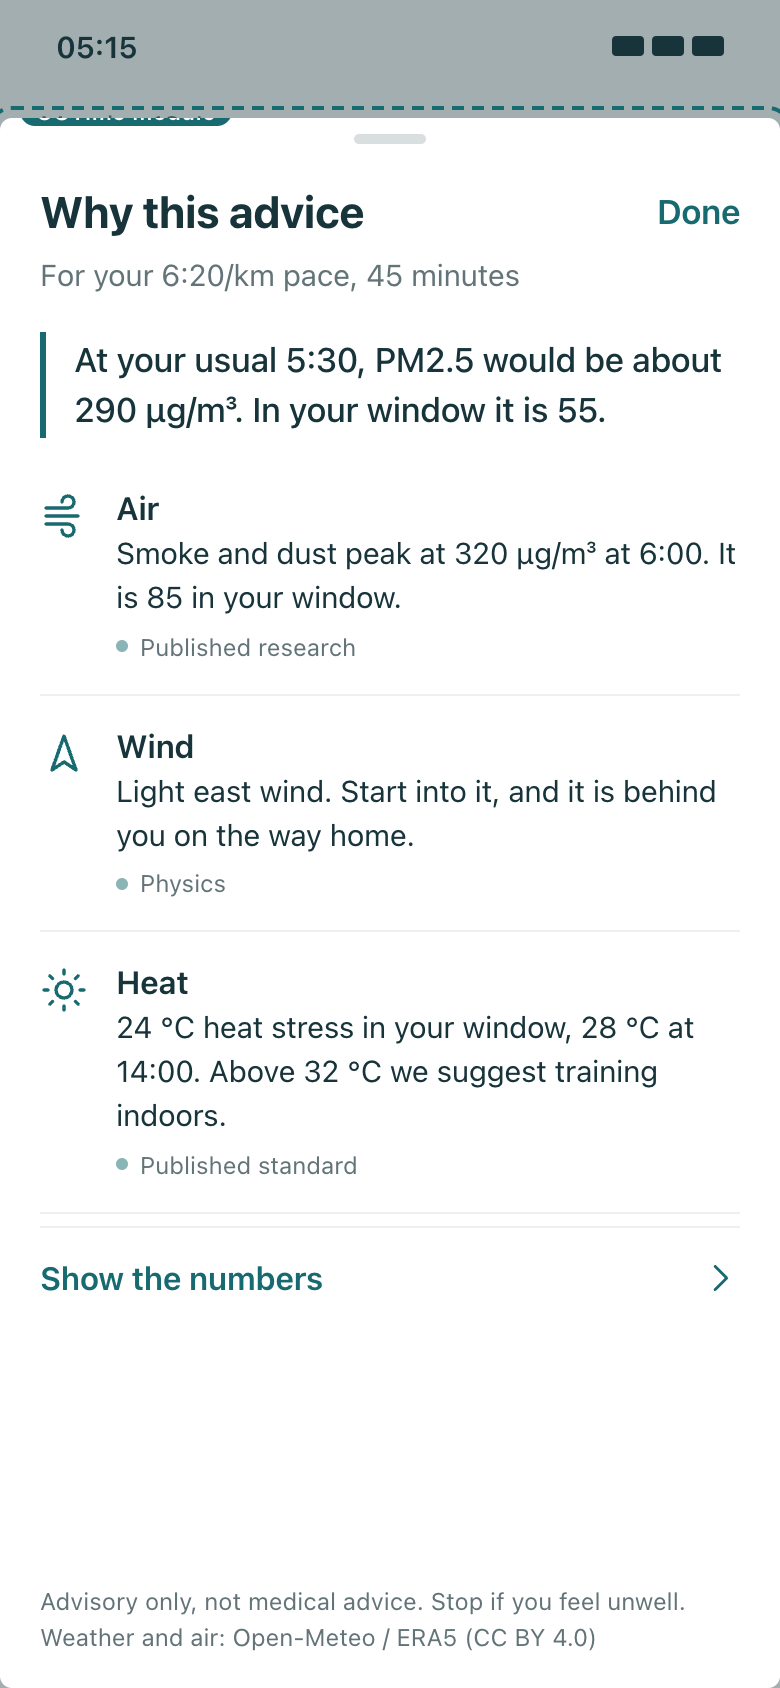 05:15
Why this advice
Done
For your 6:20/km pace, 45 minutes
At your usual 5:30, PM2.5 would be about
290 µg/m³. In your window it is 55.
Air
Smoke and dust peak at 320 µg/m³ at 6:00. It
is 85 in your window.
Published research
Wind
Light east wind. Start into it, and it is behind
you on the way home.
Physics
Heat
24 °C heat stress in your window, 28 °C at
14:00. Above 32 °C we suggest training
indoors.
Published standard
Show the numbers
Advisory only, not medical advice. Stop if you feel unwell.
Weather and air: Open-Meteo / ERA5 (CC BY 4.0)